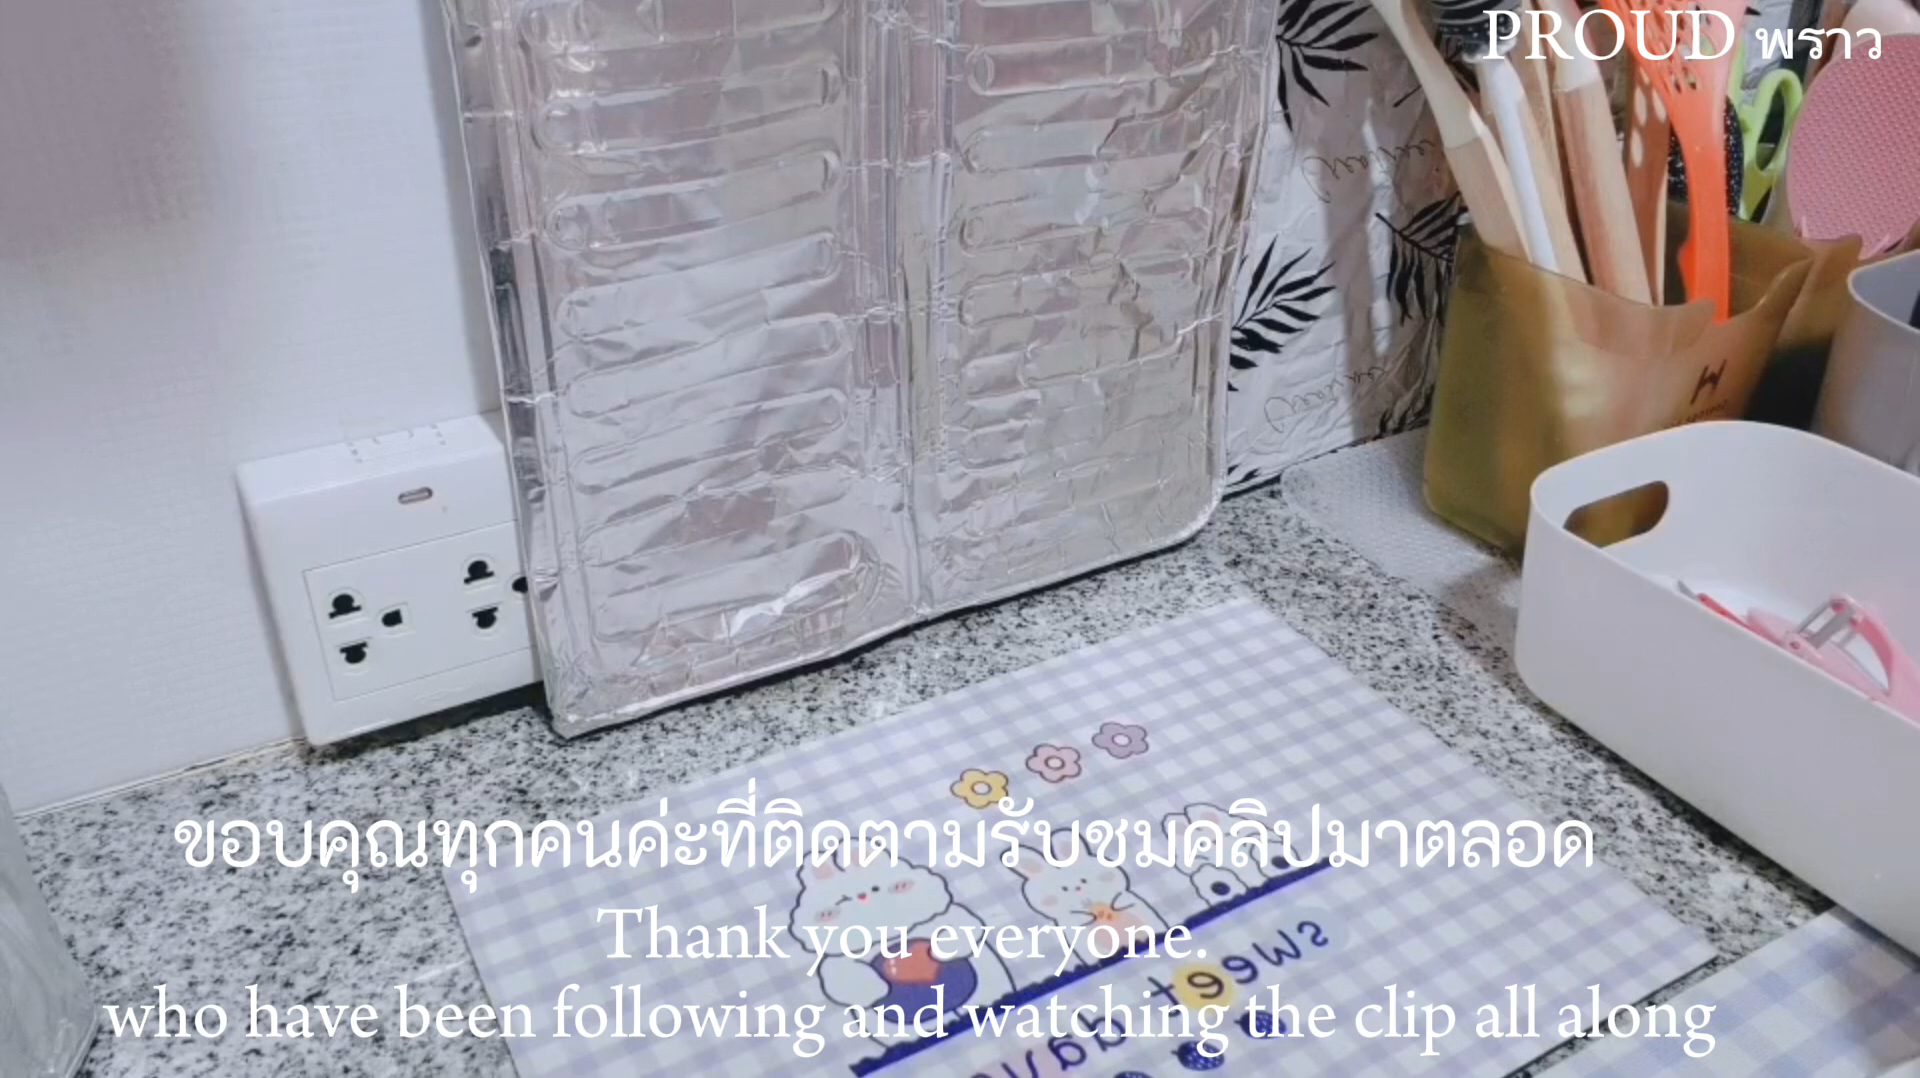 PROUD พราว
ขอบคุณทุกคนค่ะที่ติดตามรับชมคลิปมาตลอด
Thank you everyone.
who have been following and watching the clip all along
sweet